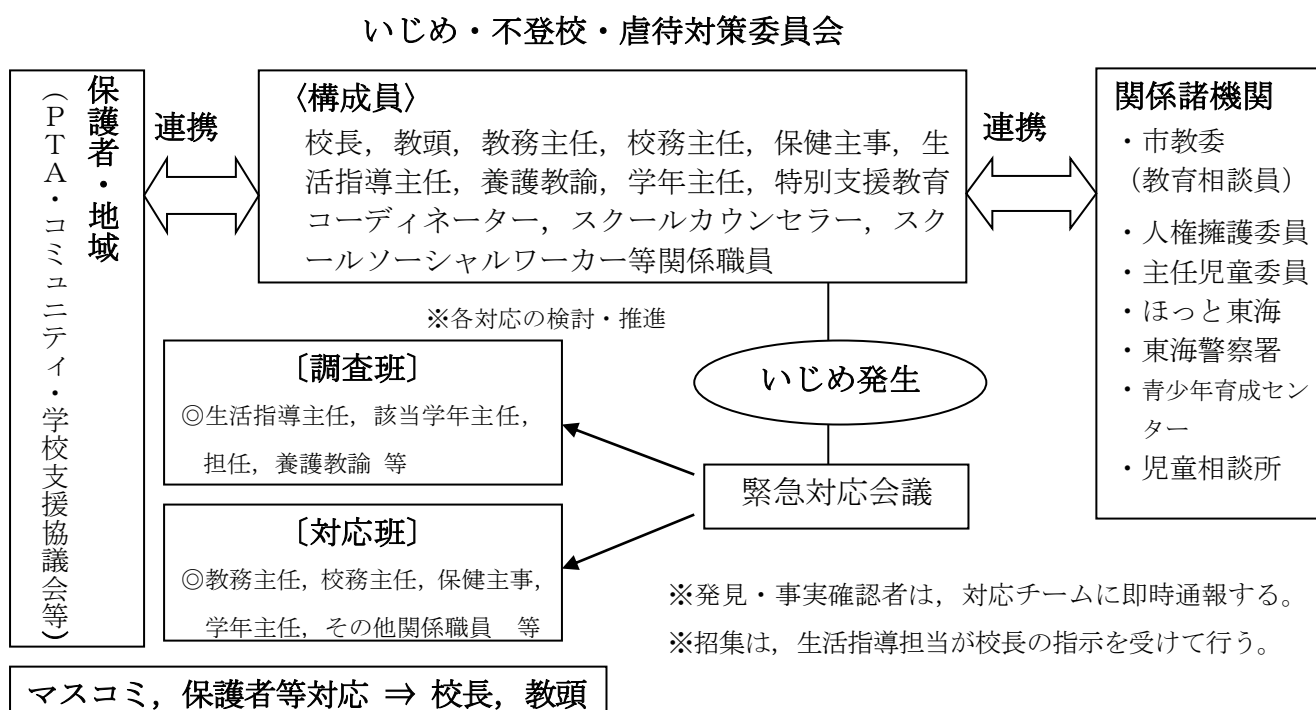 いじめ・不登校・虐待対策委員会
保護者・地域
（ＰＴＡ・コミュニティ・学校支援協議会等）
連携
〈構成員〉
校長，教頭，教務主任，校務主任，保健主事，生
活指導主任，養護教諭，学年主任，特別支援教育
コーディネーター，スクールカウンセラー，スク
ールソーシャルワーカー等関係職員
連携
関係諸機関
・市教委
（教育相談員）
・人権擁護委員
・主任児童委員
・ほっと東海
・東海警察署
・青少年育成セン
ター
・児童相談所
※各対応の検討・推進
いじめ発生
緊急対応会議
〔調査班〕
◎生活指導主任，該当学年主任，
担任，養護教諭 等
〔対応班〕
◎教務主任，校務主任，保健主事，
学年主任，その他関係職員 等
※発見・事実確認者は，対応チームに即時通報する。
※招集は，生活指導担当が校長の指示を受けて行う。
マスコミ，保護者等対応 ⇒ 校長，教頭